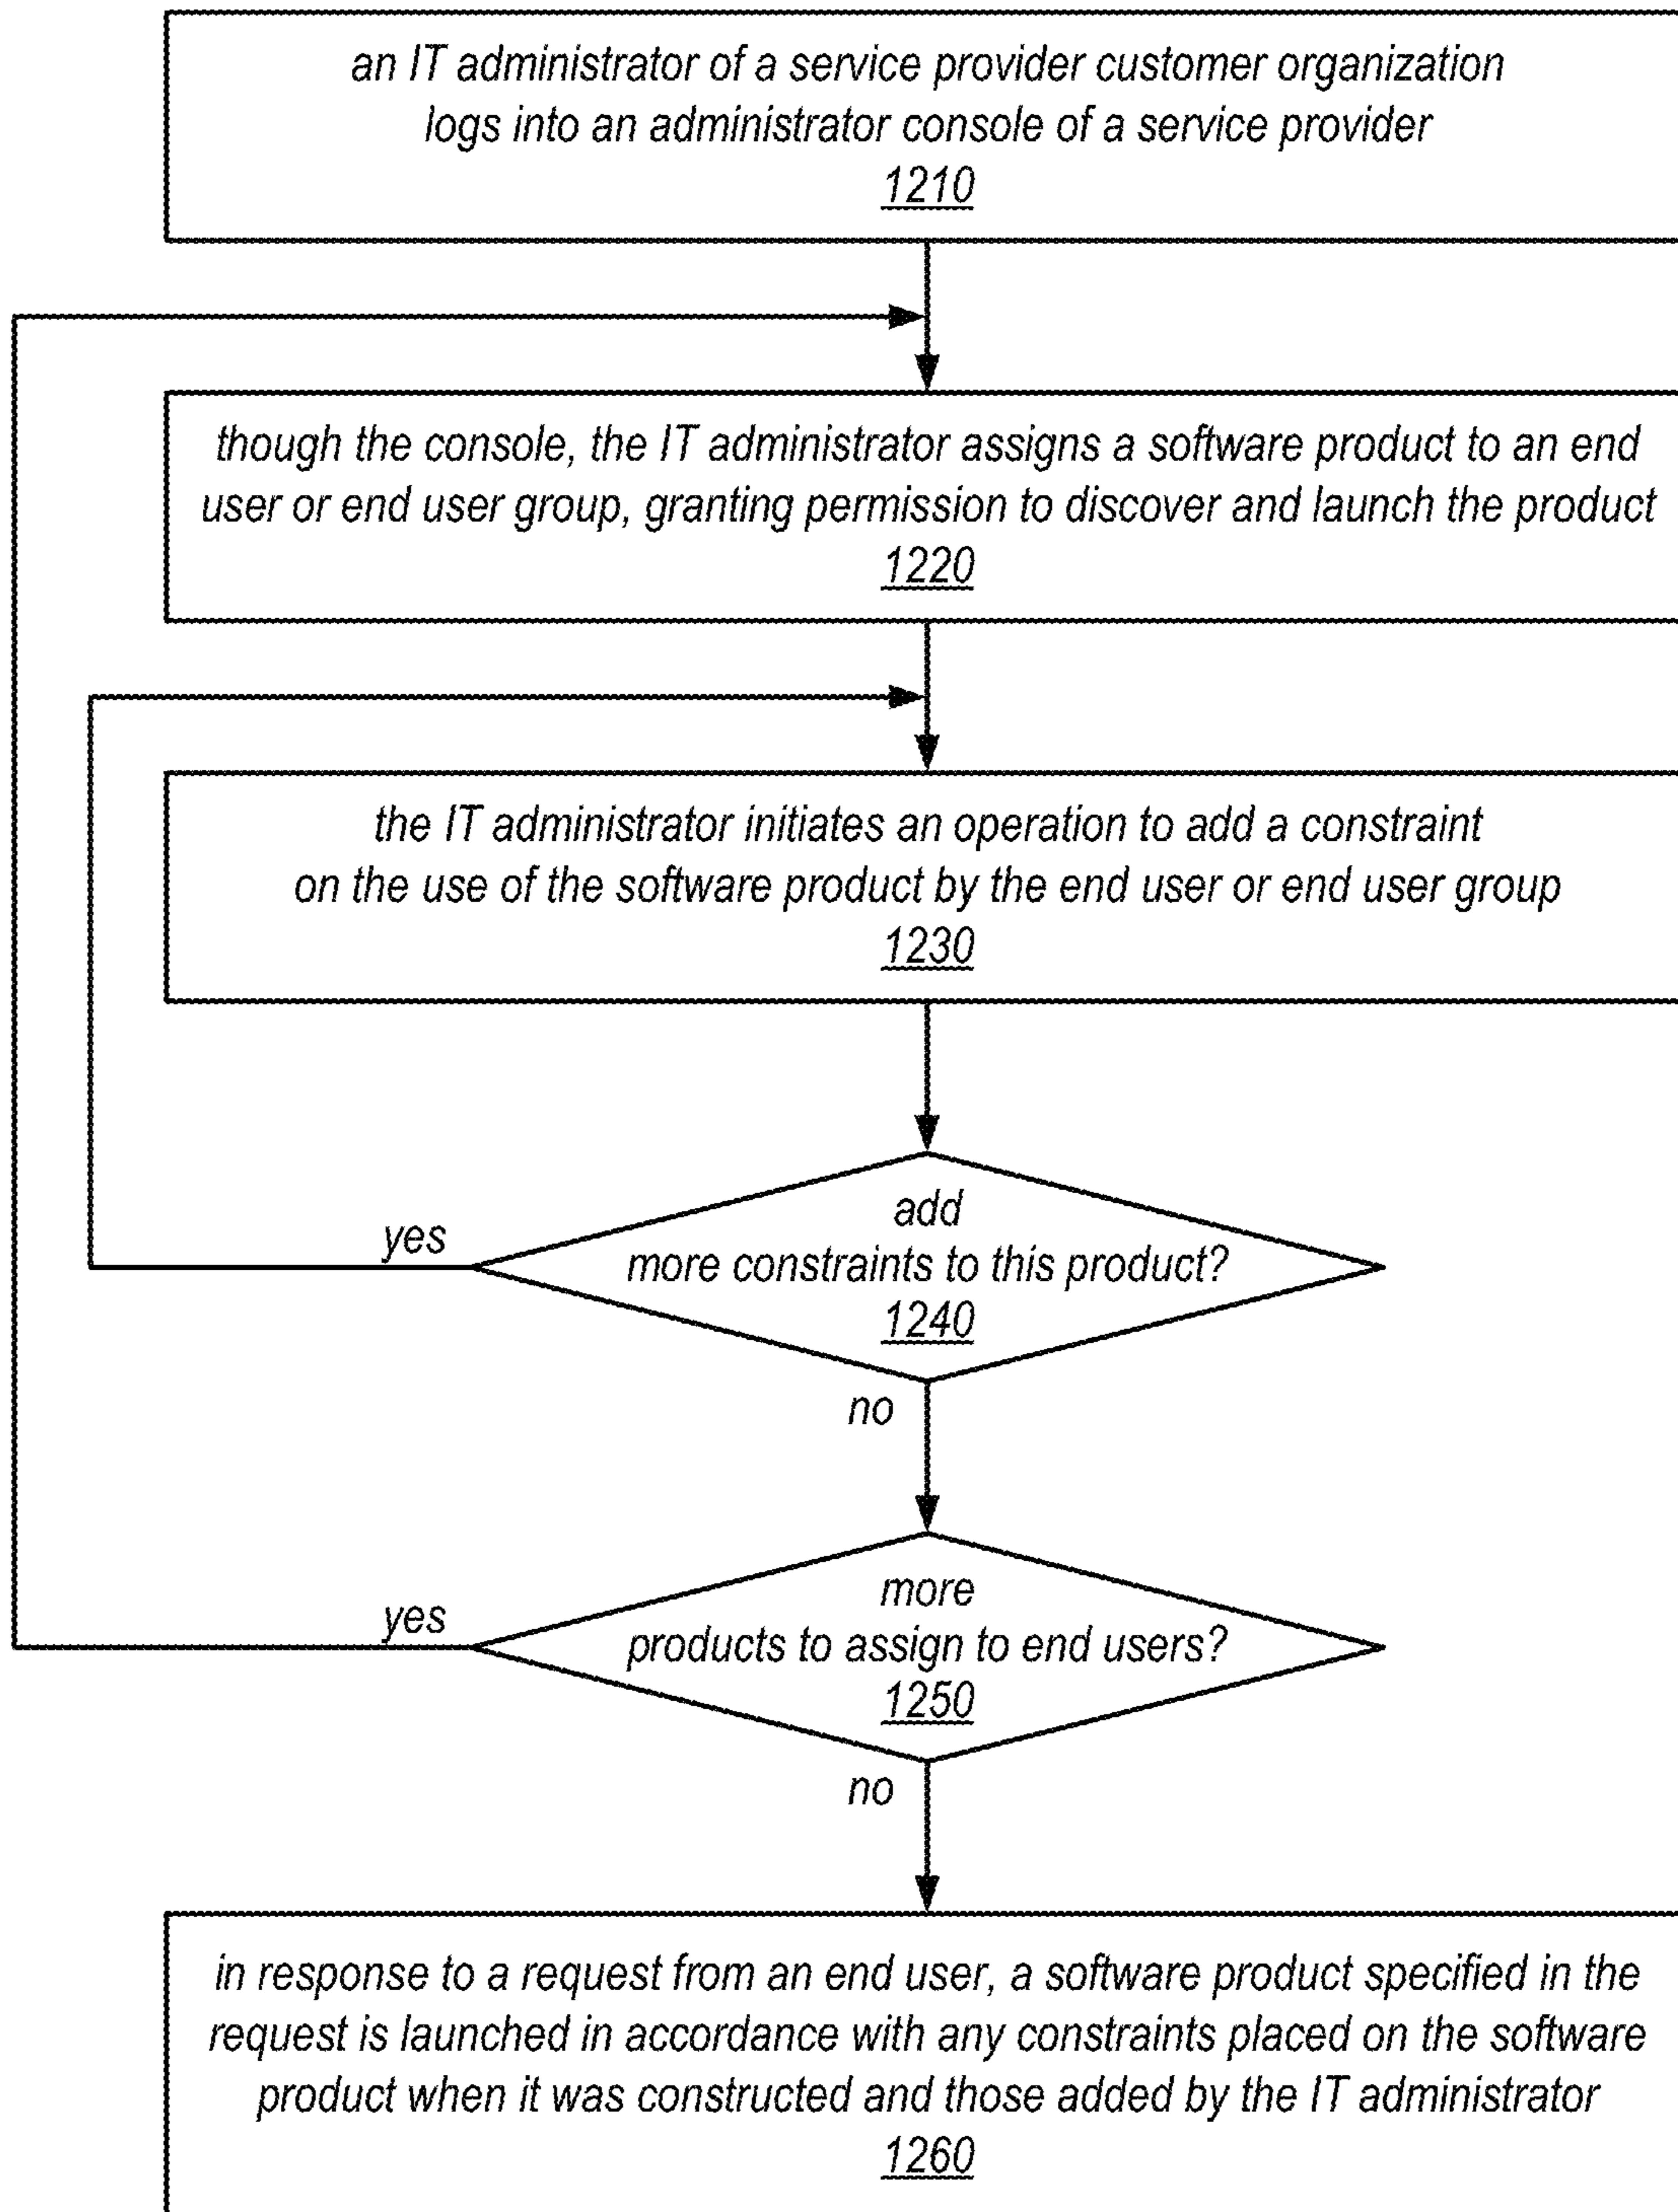 an IT administrator of a service provider customer organization
logs into an administrator console of a service provider
1210
though the console, the IT administrator assigns a software product to an end
user or end user group, granting permission to discover and launch the product
1220
the IT administrator initiates an operation to add a constraint
on the use of the software product by the end user or end user group
1230
add
yes
more constraints to this product?
1240
no
more
yes
products to assign to end users?
1250
no
in response to a request from an end user, a software product specified in the
request is launched in accordance with any constraints placed on the software
product when it was constructed and those added by the IT administrator
1260